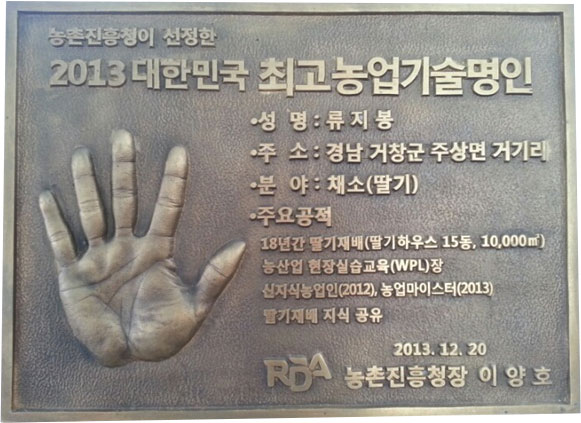 농촌진흥청이 선정한
2013 대한민국 최고농업기술명인
•성 명 : 류 지 봉
•주 소 : 경남 거창군 주상면 거기리
•분 야 : 채소(딸기)
•주요공적
18년간 딸기재배(딸기하우스 15동, 10,000㎡)
농산업 현장실습교육(WPL)장
신지식농업인(2012), 농업마이스터(2013)
딸기재배 지식 공유
2013. 12. 20
RDA 농촌진흥청장 이 양 호